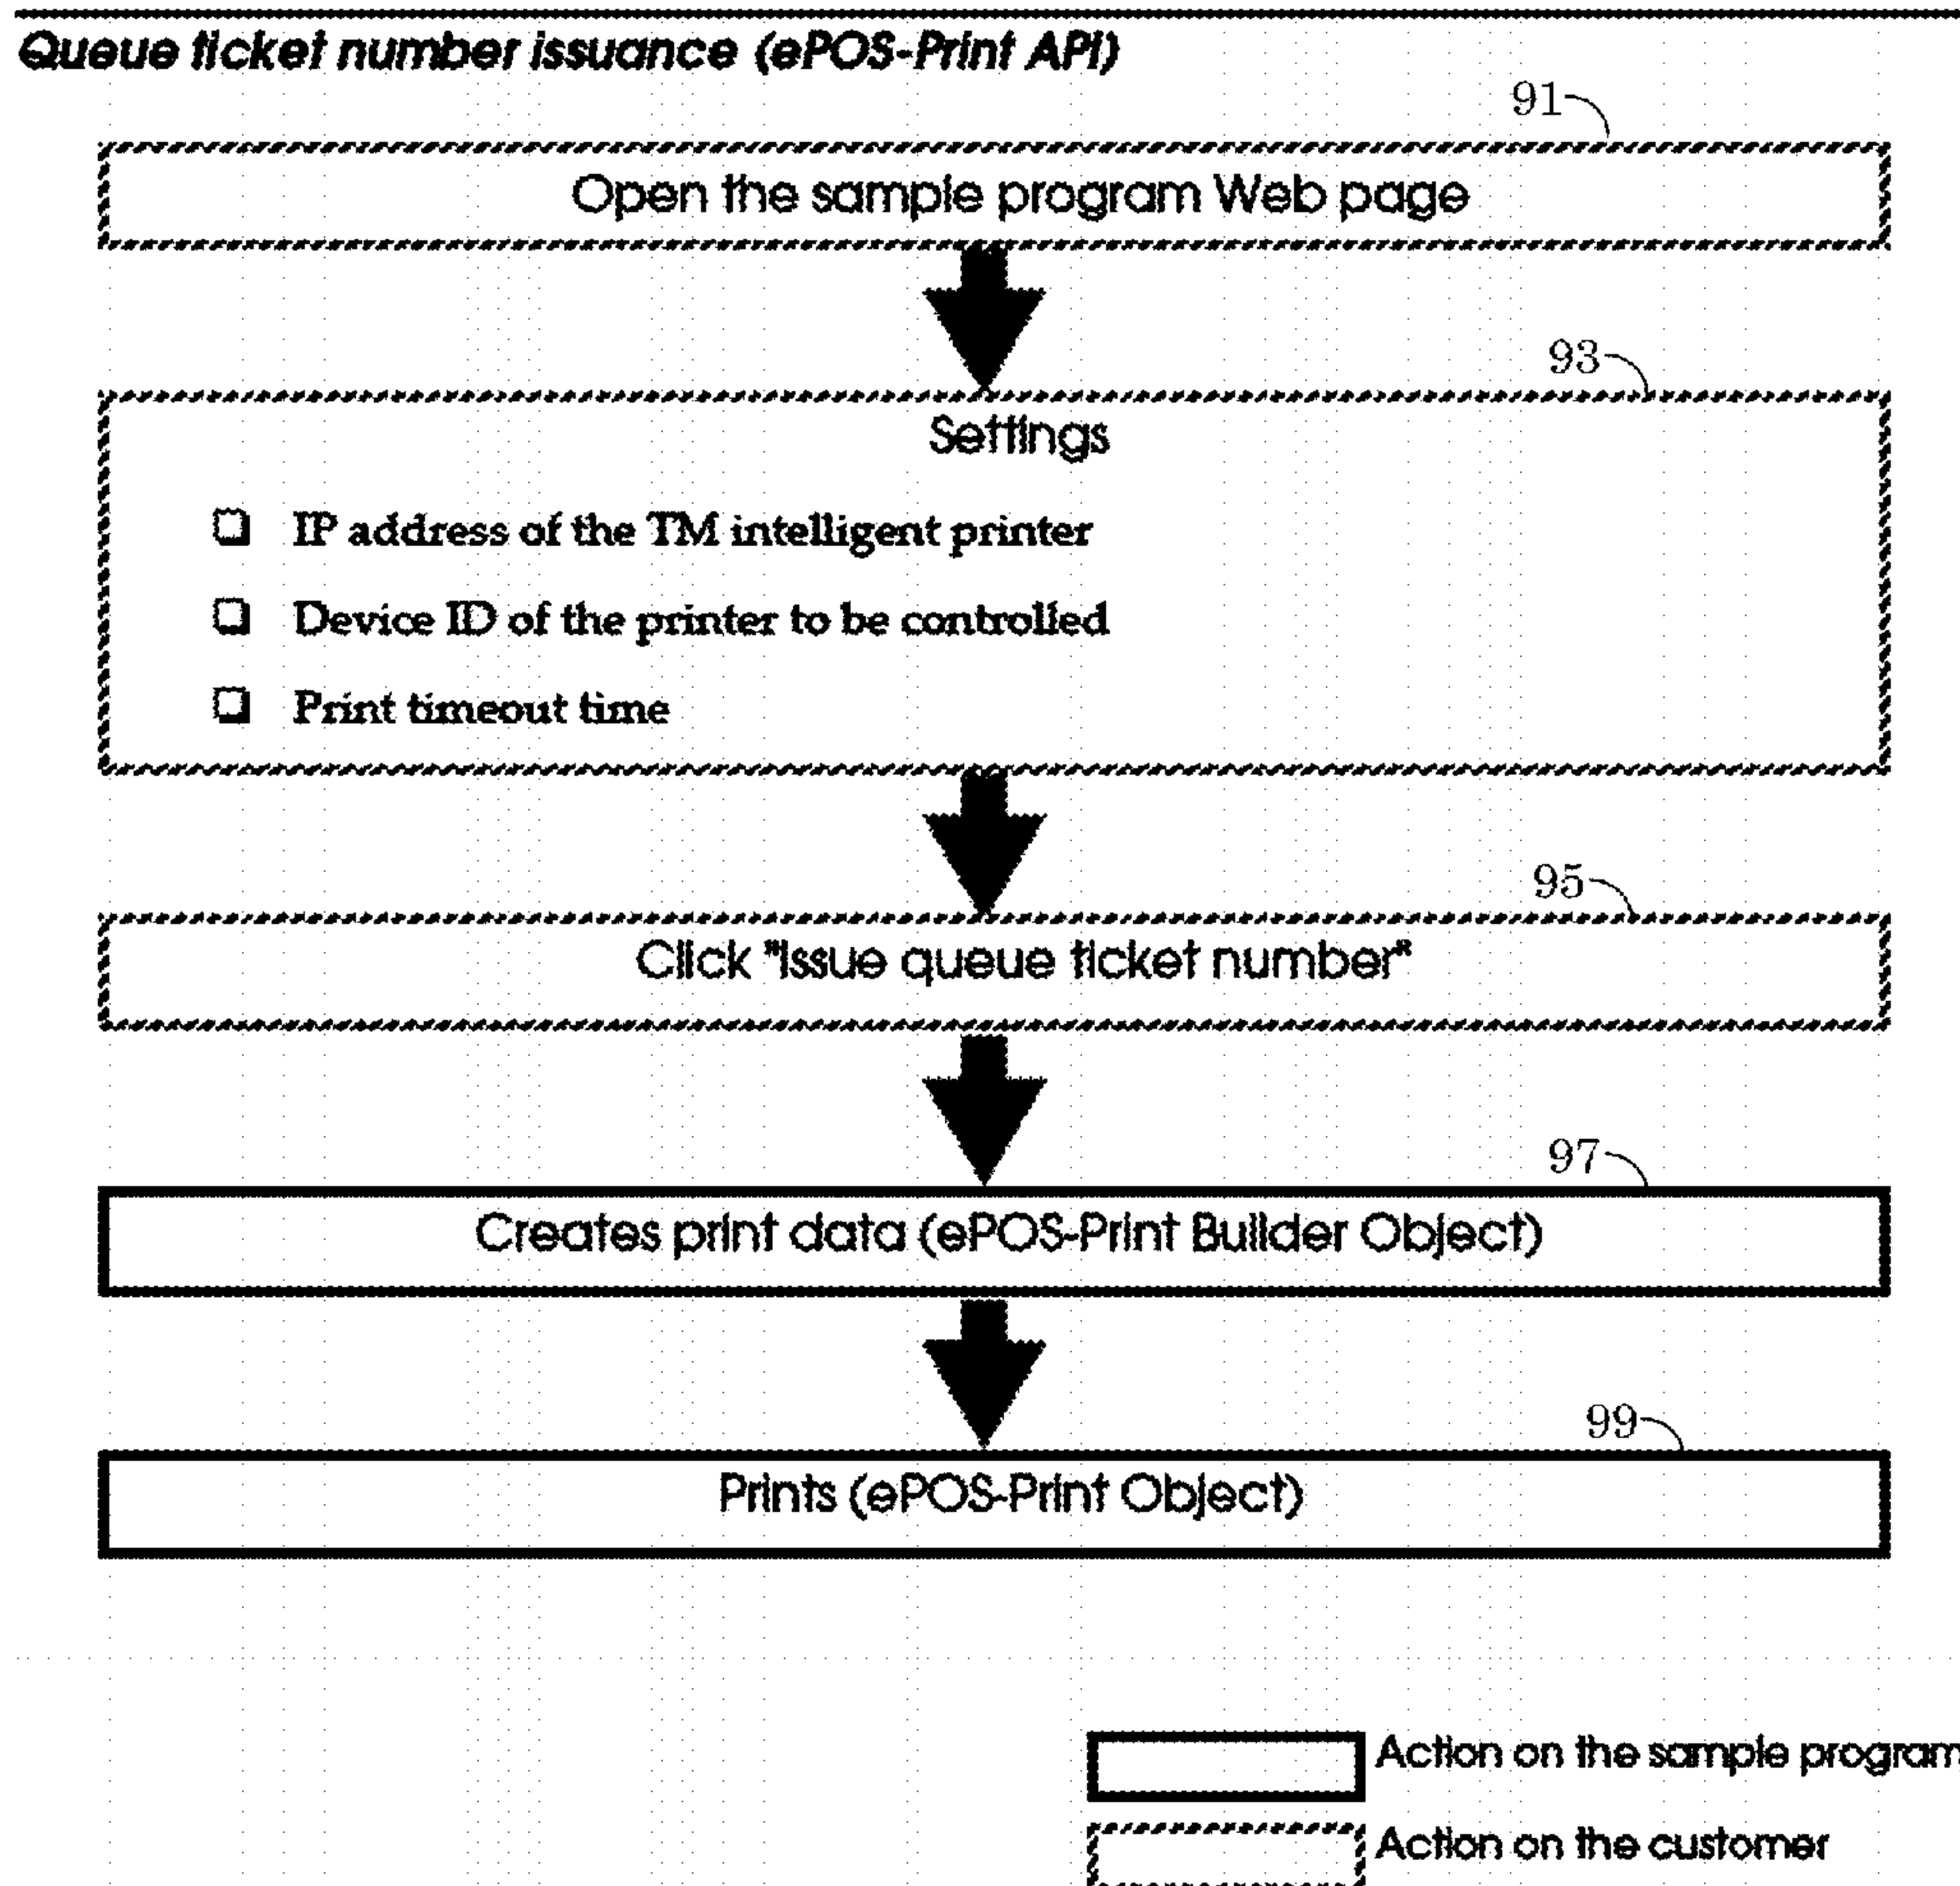 Queue ticket number issuance (ePOS-Print API)
91
Open the sample program Web page
93
Settings
❏ IP address of the TM intelligent printer
❏ Device ID of the printer to be controlled
❏ Print timeout time
95
Click "Issue queue ticket number"
97
Creates print data (ePOS-Print Builder Object)
99
Prints (ePOS-Print Object)
Action on the sample program
Action on the customer